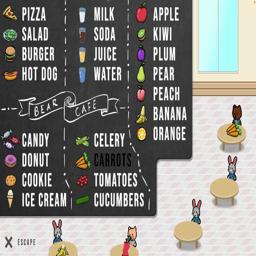 PIZZA MILK APPLE
SALAD SODA KIWI
BURGER JUICE PLUM
HOT DOG WATER PEAR
PEACH
BEAR CAFE BANANA
ORANGE
CANDY CELERY
DONUT CARROTS
COOKIE TOMATOES
ICE CREAM CUCUMBERS
X ESCAPE